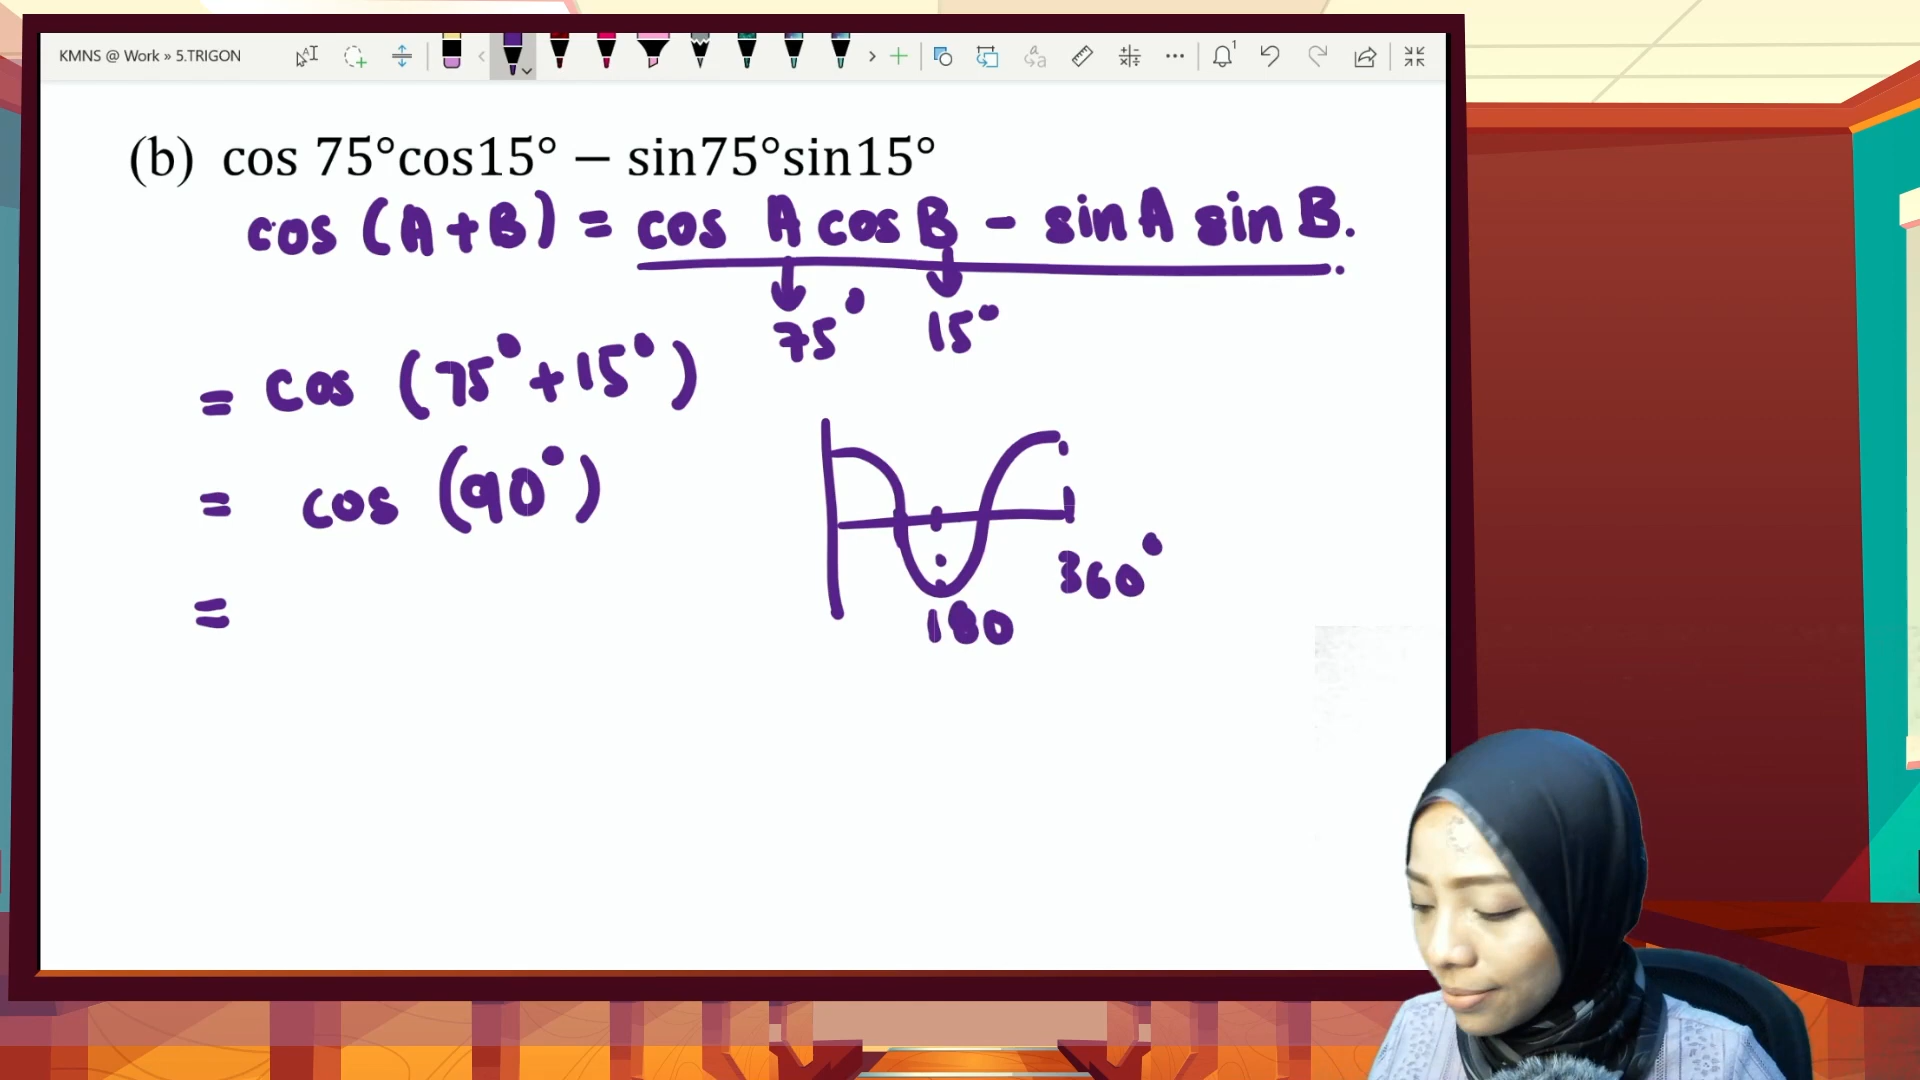 KMNS @ Work » 5.TRIGON
(b) cos 75°cos15° − sin75°sin15°
cos (A+B) = cos A cos B - sin A sin B.
75° 15°
= cos (75°+15°)
= cos (90°)
=
180
360°